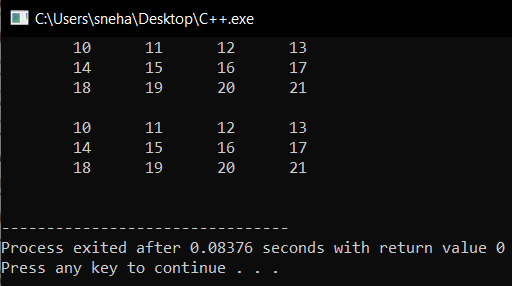 C:\Users\sneha\Desktop\C++.exe
10 11 12 13
14 15 16 17
18 19 20 21
10 11 12 13
14 15 16 17
18 19 20 21
--------------------------------
Process exited after 0.08376 seconds with return value 0
Press any key to continue . . .